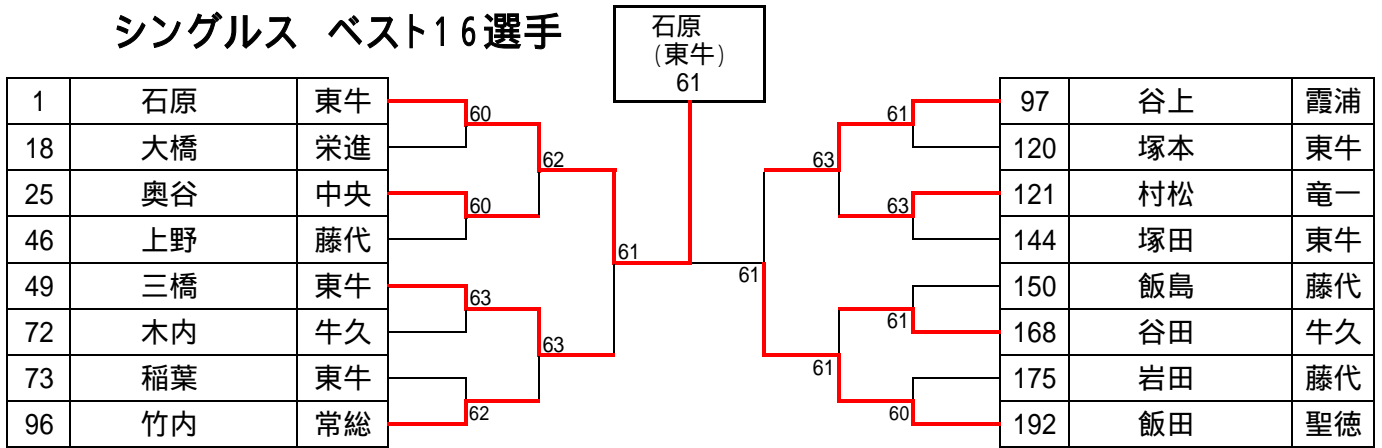 シングルス ベスト16選手
石原
(東牛)
61
1 石原 東牛
18 大橋 栄進
25 奥谷 中央
46 上野 藤代
49 三橋 東牛
72 木内 牛久
73 稲葉 東牛
96 竹内 常総
60
60
63
62
62
63
61
61
63
61
60
63
61
61
97 谷上 霞浦
120 塚本 東牛
121 村松 竜一
144 塚田 東牛
150 飯島 藤代
168 谷田 牛久
175 岩田 藤代
192 飯田 聖徳